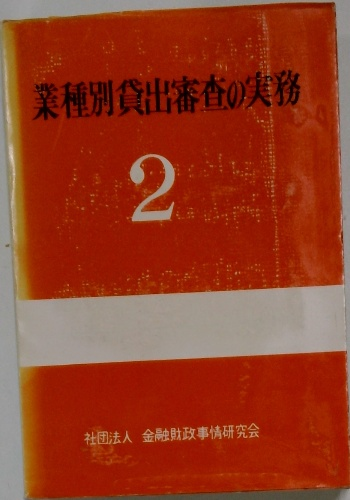 業種別貸出審査の実務
2
社団法人 金融財政事情研究会